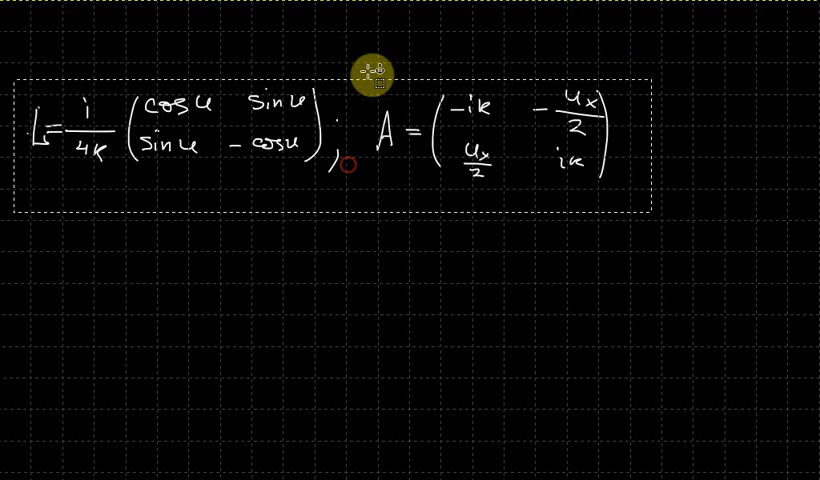 L = i/4k (cos u sin u ; sin u - cos u) ; A = (-ik - u_x/2 ; u_x/2 ik)